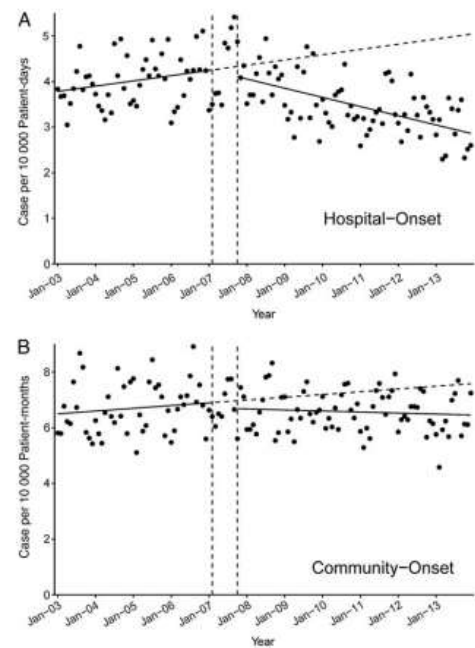 A
Case per 10 000 Patient-days
5
4
3
2
1
0
Hospital-Onset
Jan-03
Jan-04
Jan-05
Jan-06
Jan-07
Jan-08
Jan-09
Jan-10
Jan-11
Jan-12
Jan-13
Year
B
Case per 10 000 Patient-months
8
6
4
2
0
Community-Onset
Jan-03
Jan-04
Jan-05
Jan-06
Jan-07
Jan-08
Jan-09
Jan-10
Jan-11
Jan-12
Jan-13
Year